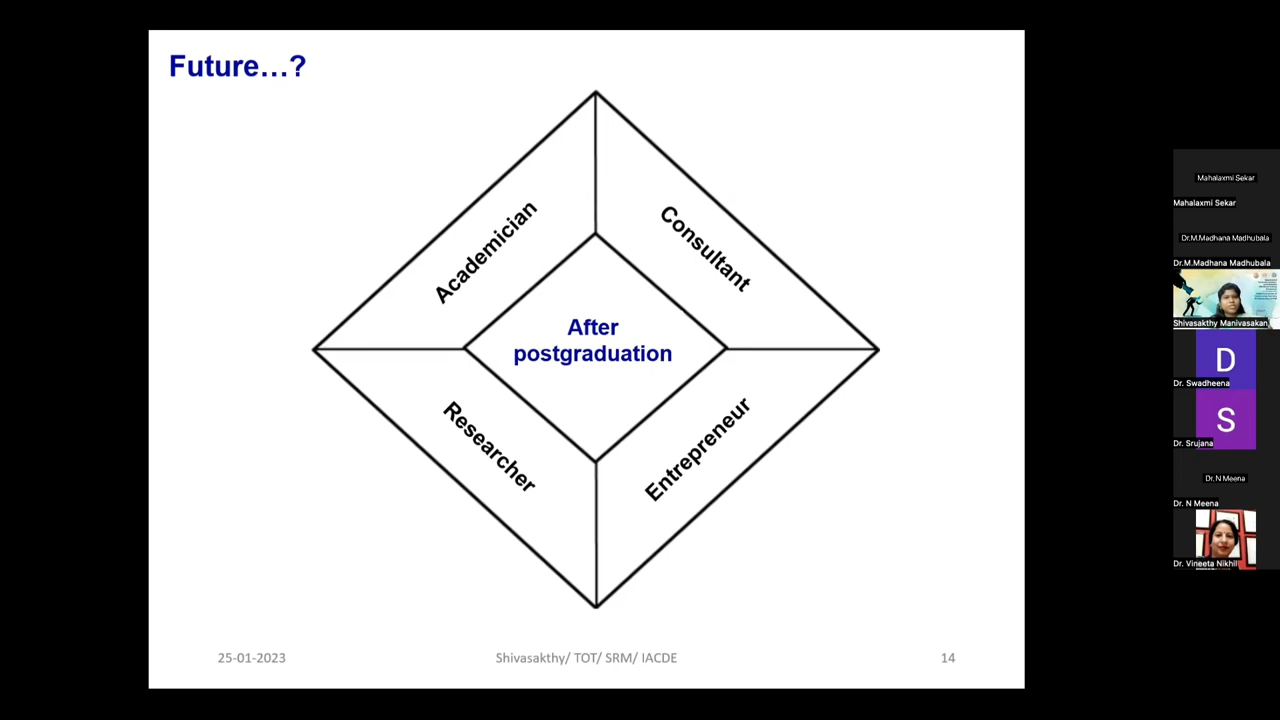 Future...?
Academician
Consultant
After
postgraduation
Researcher
Entrepreneur
25-01-2023
Shivasakthy/ TOT/ SRM/ IACDE
14
Mahalaxmi Sekar
Mahalaxmi Sekar
Dr.M.Madhana Madhubala
Dr.M.Madhana Madhubala
Shivasakthy Manivasakan,
D
Dr. Swadheena
S
Dr. Srujana
Dr. N Meena
Dr. N Meena
Dr. Vineeta Nikhil